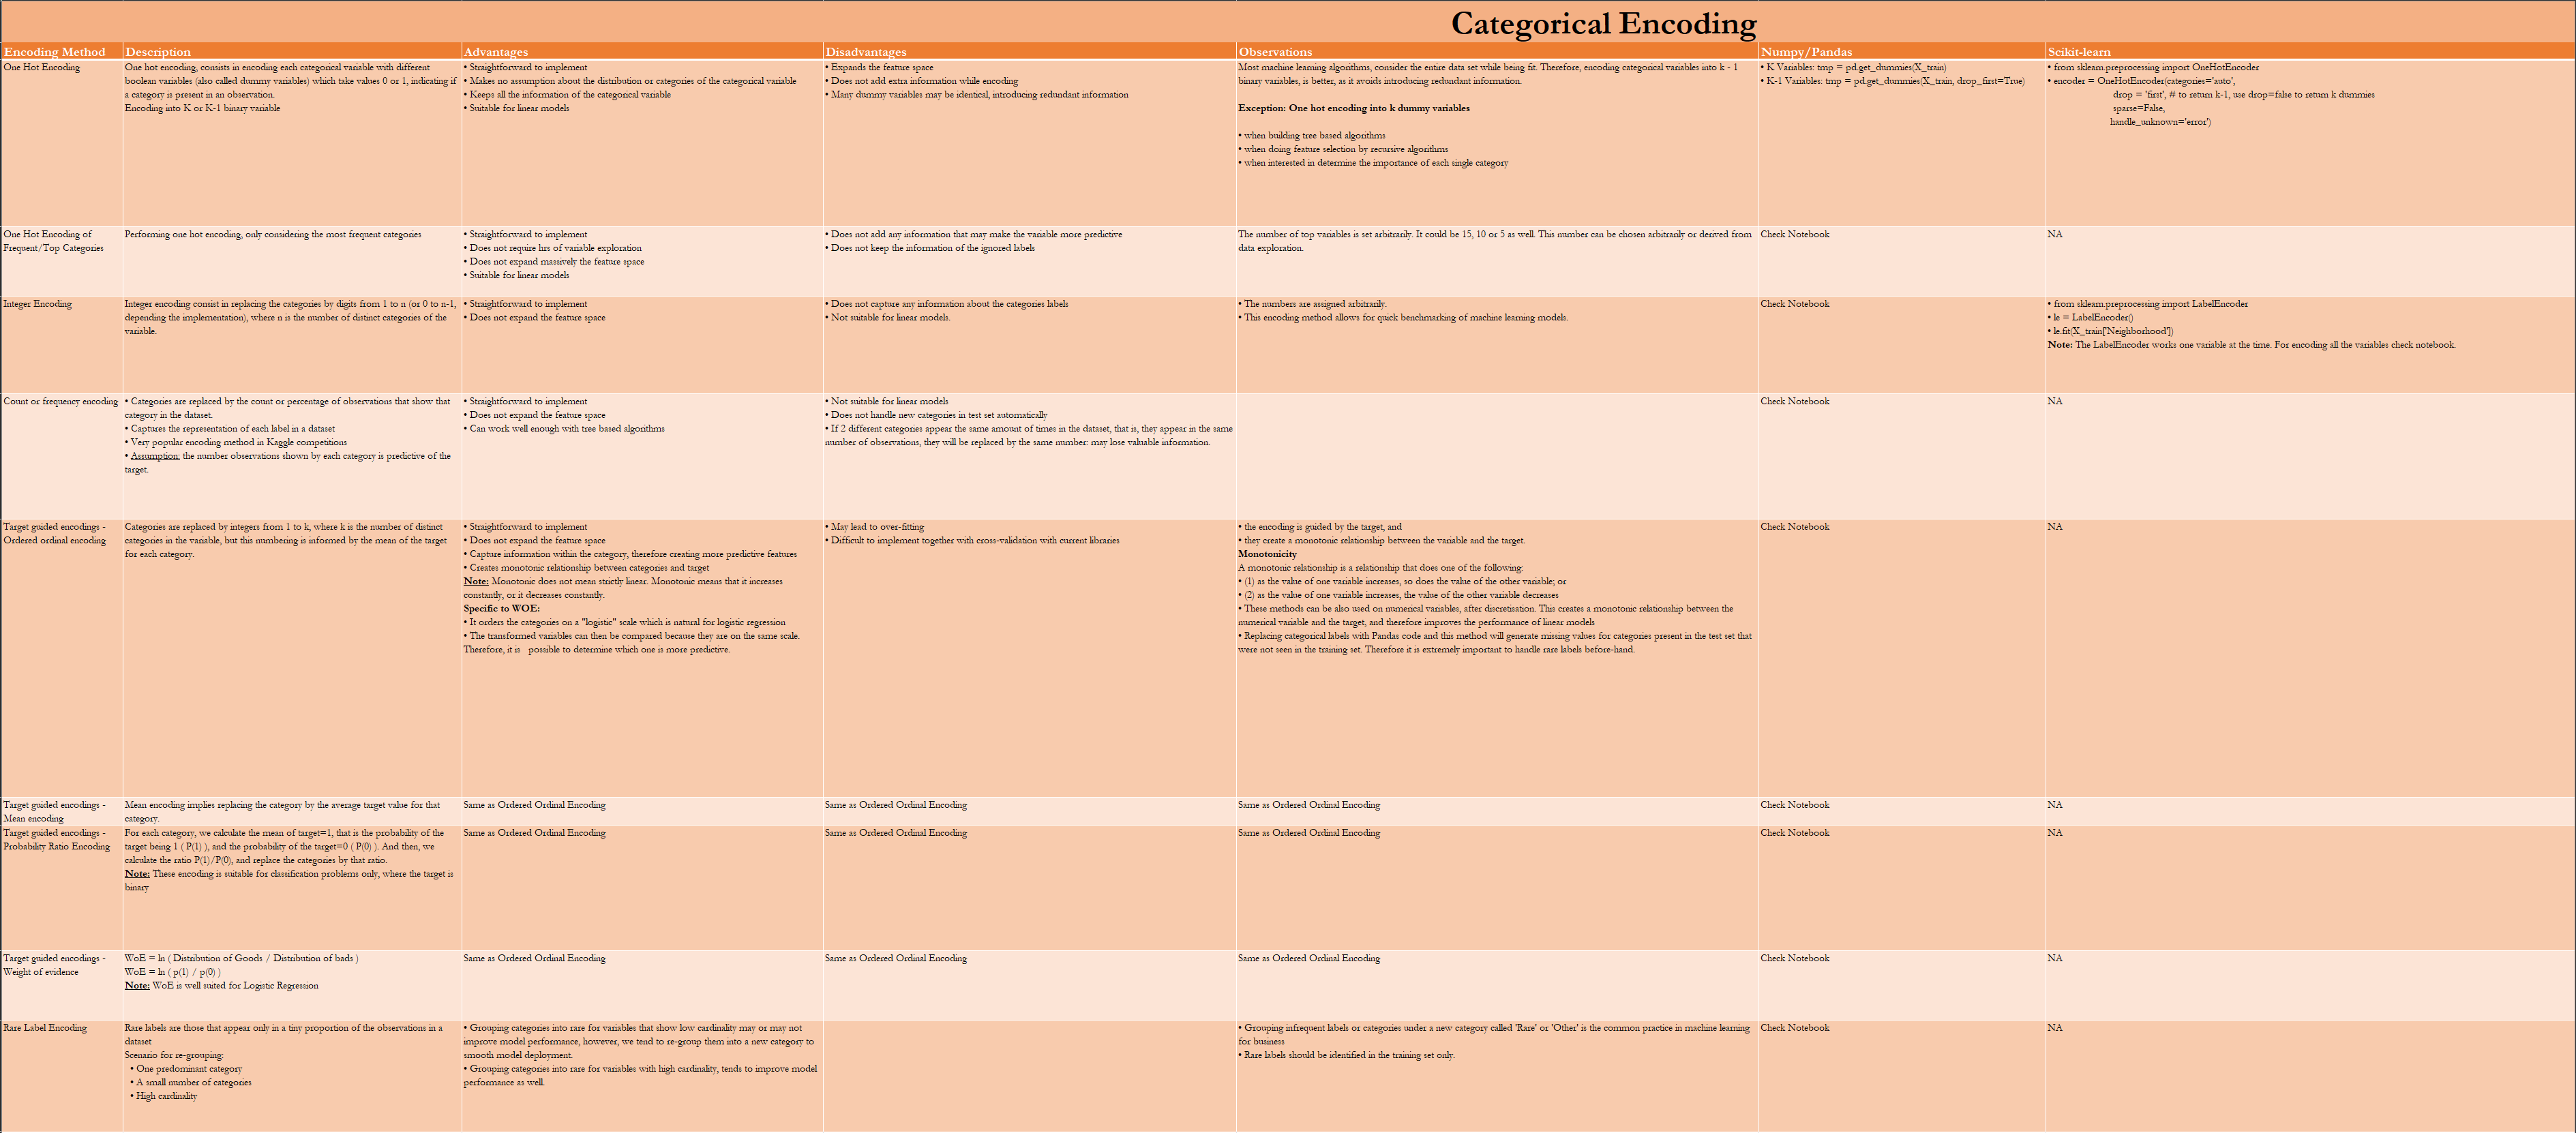 Categorical Encoding
Encoding Method
Description
Advantages
Disadvantages
Observations
Numpy/Pandas
Scikit-learn
One Hot Encoding
One hot encoding, consists in encoding each categorical variable with different
boolean variables (also called dummy variables) which take values 0 or 1, indicating if
a category is present in an observation.
Encoding into K or K-1 binary variable
• Straightforward to implement
• Makes no assumption about the distribution or categories of the categorical variable
• Keeps all the information of the categorical variable
• Suitable for linear models
• Expands the feature space
• Does not add extra information while encoding
• Many dummy variables may be identical, introducing redundant information
Most machine learning algorithms, consider the entire data set while being fit. Therefore, encoding categorical variables into k - 1
binary variables, is better, as it avoids introducing redundant information.
Exception: One hot encoding into k dummy variables
• when building tree based algorithms
• when doing feature selection by recursive algorithms
• when interested in determine the importance of each single category
• K Variables: tmp = pd.get_dummies(X_train)
• K-1 Variables: tmp = pd.get_dummies(X_train, drop_first=True)
• from sklearn.preprocessing import OneHotEncoder
• encoder = OneHotEncoder(categories='auto',
drop = 'first', # to return k-1, use drop=false to return k dummies
sparse=False,
handle_unknown='error')
One Hot Encoding of
Frequent/Top Categories
Performing one hot encoding, only considering the most frequent categories
• Straightforward to implement
• Does not require hrs of variable exploration
• Does not expand massively the feature space
• Suitable for linear models
• Does not add any information that may make the variable more predictive
• Does not keep the information of the ignored labels
The number of top variables is set arbitrarily. It could be 15, 10 or 5 as well. This number can be chosen arbitrarily or derived from
data exploration.
Check Notebook
NA
Integer Encoding
Integer encoding consist in replacing the categories by digits from 1 to n (or 0 to n-1,
depending the implementation), where n is the number of distinct categories of the
variable.
• Straightforward to implement
• Does not expand the feature space
• Does not capture any information about the categories labels
• Not suitable for linear models.
• The numbers are assigned arbitrarily.
• This encoding method allows for quick benchmarking of machine learning models.
Check Notebook
• from sklearn.preprocessing import LabelEncoder
• le = LabelEncoder()
• le.fit(X_train['Neighborhood'])
Note: The LabelEncoder works one variable at the time. For encoding all the variables check notebook.
Count or frequency encoding
• Categories are replaced by the count or percentage of observations that show that
category in the dataset.
• Captures the representation of each label in a dataset
• Very popular encoding method in Kaggle competitions
• Assumption: the number observations shown by each category is predictive of the
target.
• Straightforward to implement
• Does not expand the feature space
• Can work well enough with tree based algorithms
• Not suitable for linear models
• Does not handle new categories in test set automatically
• If 2 different categories appear the same amount of times in the dataset, that is, they appear in the same
number of observations, they will be replaced by the same number: may lose valuable information.
Check Notebook
NA
Target guided encodings -
Ordered ordinal encoding
Categories are replaced by integers from 1 to k, where k is the number of distinct
categories in the variable, but this numbering is informed by the mean of the target
for each category.
• Straightforward to implement
• Does not expand the feature space
• Capture information within the category, therefore creating more predictive features
• Creates monotonic relationship between categories and target
Note: Monotonic does not mean strictly linear. Monotonic means that it increases
constantly, or it decreases constantly.
Specific to WOE:
• It orders the categories on a "logistic" scale which is natural for logistic regression
• The transformed variables can then be compared because they are on the same scale.
Therefore, it is possible to determine which one is more predictive.
• May lead to over-fitting
• Difficult to implement together with cross-validation with current libraries
• the encoding is guided by the target, and
• they create a monotonic relationship between the variable and the target.
Monotonicity
A monotonic relationship is a relationship that does one of the following:
• (1) as the value of one variable increases, so does the value of the other variable; or
• (2) as the value of one variable increases, the value of the other variable decreases
• These methods can be also used on numerical variables, after discretisation. This creates a monotonic relationship between the
numerical variable and the target, and therefore improves the performance of linear models
• Replacing categorical labels with Pandas code and this method will generate missing values for categories present in the test set that
were not seen in the training set. Therefore it is extremely important to handle rare labels before-hand.
Check Notebook
NA
Target guided encodings -
Mean encoding
Mean encoding implies replacing the category by the average target value for that
category.
Same as Ordered Ordinal Encoding
Same as Ordered Ordinal Encoding
Same as Ordered Ordinal Encoding
Check Notebook
NA
Target guided encodings -
Probability Ratio Encoding
For each category, we calculate the mean of target=1, that is the probability of the
target being 1 ( P(1) ), and the probability of the target=0 ( P(0) ). And then, we
calculate the ratio P(1)/P(0), and replace the categories by that ratio.
Note: These encoding is suitable for classification problems only, where the target is
binary
Same as Ordered Ordinal Encoding
Same as Ordered Ordinal Encoding
Same as Ordered Ordinal Encoding
Check Notebook
NA
Target guided encodings -
Weight of evidence
WoE = ln ( Distribution of Goods / Distribution of bads )
WoE = ln ( p(1) / p(0) )
Note: WoE is well suited for Logistic Regression
Same as Ordered Ordinal Encoding
Same as Ordered Ordinal Encoding
Same as Ordered Ordinal Encoding
Check Notebook
NA
Rare Label Encoding
Rare labels are those that appear only in a tiny proportion of the observations in a
dataset
Scenario for re-grouping:
• One predominant category
• A small number of categories
• High cardinality
• Grouping categories into rare for variables that show low cardinality may or may not
improve model performance, however, we tend to re-group them into a new category to
smooth model deployment.
• Grouping categories into rare for variables with high cardinality, tends to improve model
performance as well.
• Grouping infrequent labels or categories under a new category called 'Rare' or 'Other' is the common practice in machine learning
for business
• Rare labels should be identified in the training set only.
Check Notebook
NA